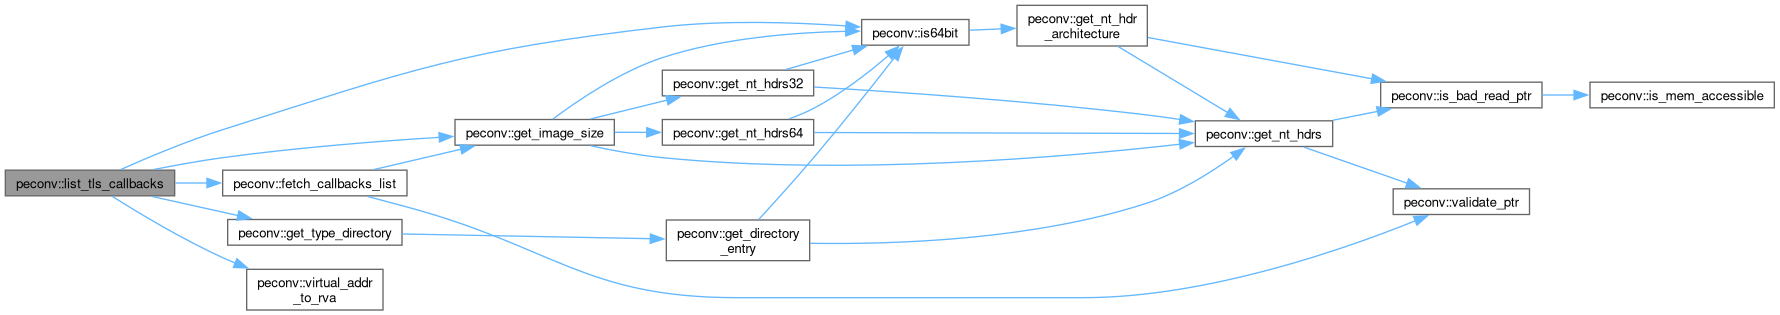 peconv::list_tls_callbacks
peconv::fetch_callbacks_list
peconv::get_type_directory
peconv::virtual_addr
_to_rva
peconv::get_image_size
peconv::get_nt_hdrs32
peconv::get_nt_hdrs64
peconv::get_directory
_entry
peconv::is64bit
peconv::get_nt_hdr
_architecture
peconv::get_nt_hdrs
peconv::is_bad_read_ptr
peconv::validate_ptr
peconv::is_mem_accessible